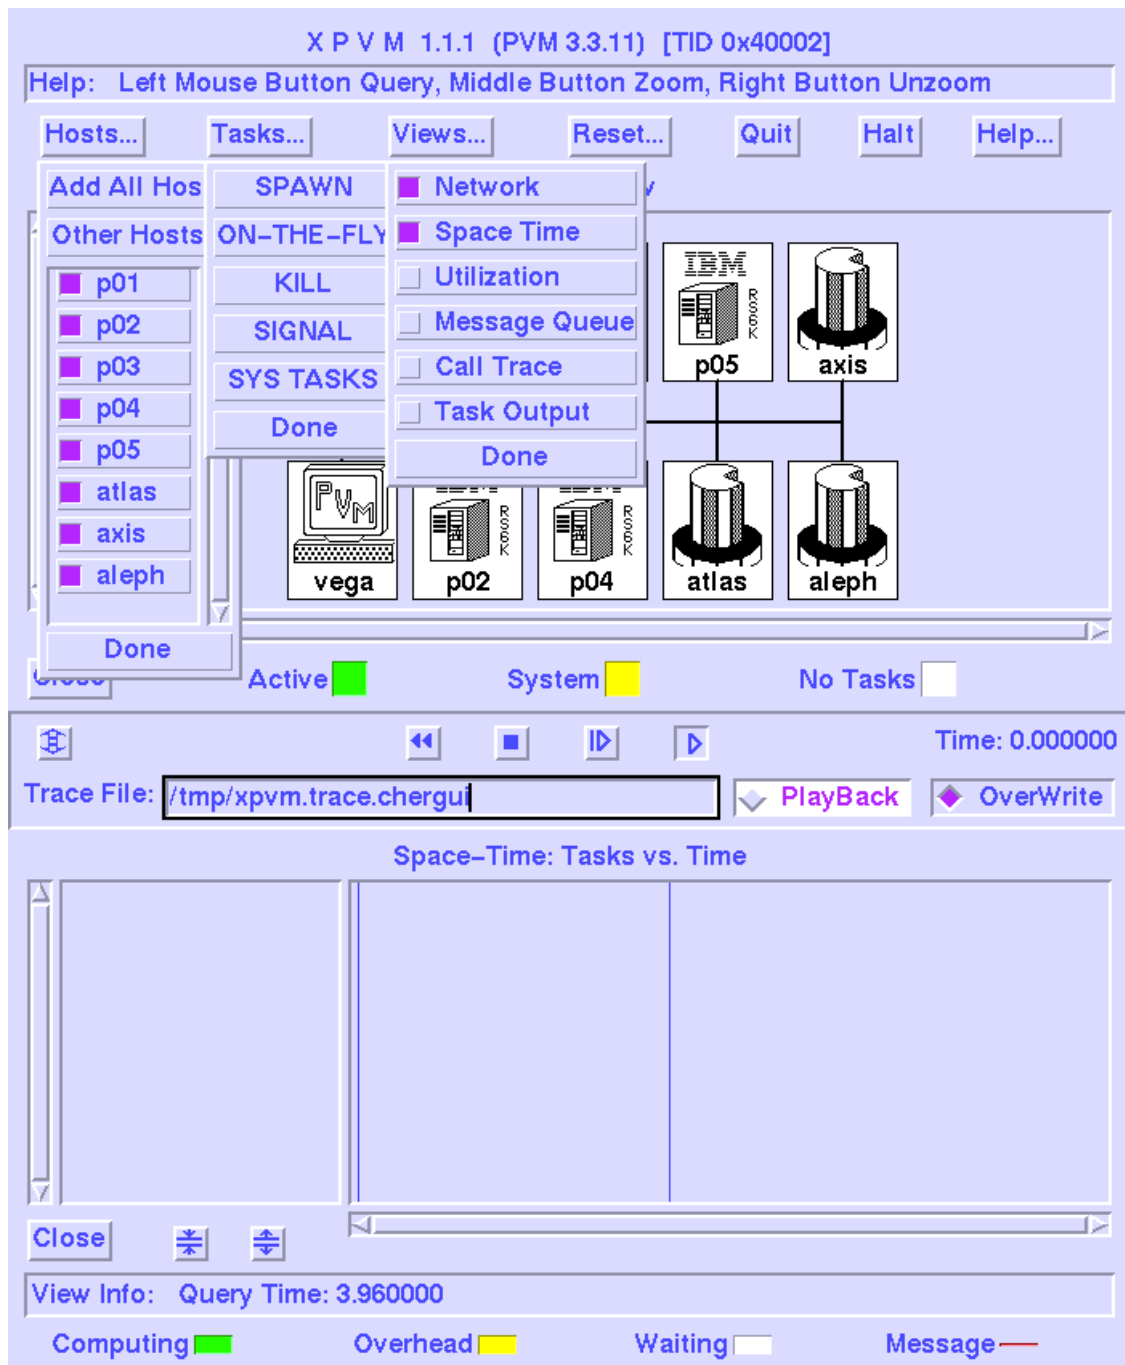 X P V M 1.1.1 (PVM 3.3.11) [TID 0x40002]
Help: Left Mouse Button Query, Middle Button Zoom, Right Button Unzoom
Hosts... Tasks... Views... Reset... Quit Halt Help...
Add All Hos
Other Hosts
p01
p02
p03
p04
p05
atlas
axis
aleph
Done
SPAWN
ON-THE-FLY
KILL
SIGNAL
SYS TASKS
Done
Network
Space Time
Utilization
Message Queue
Call Trace
Task Output
Done
IBM
RS6K
p05
axis
PVM
vega
RS6K
p02
RS6K
p04
atlas
aleph
Active System No Tasks
Time: 0.000000
Trace File: /tmp/xpvm.trace.chergui PlayBack OverWrite
Space-Time: Tasks vs. Time
Close
View Info: Query Time: 3.960000
Computing Overhead Waiting Message